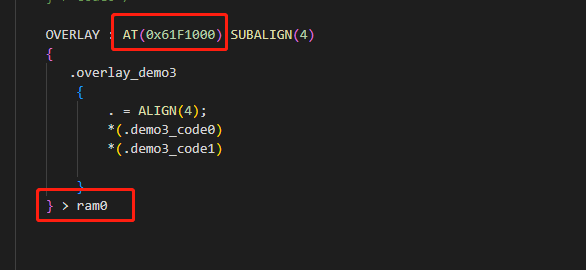 OVERLAY : AT(0x61F1000) SUBALIGN(4)
{
.overlay_demo3
{
. = ALIGN(4);
*(.demo3_code0)
*(.demo3_code1)
}
} > ram0